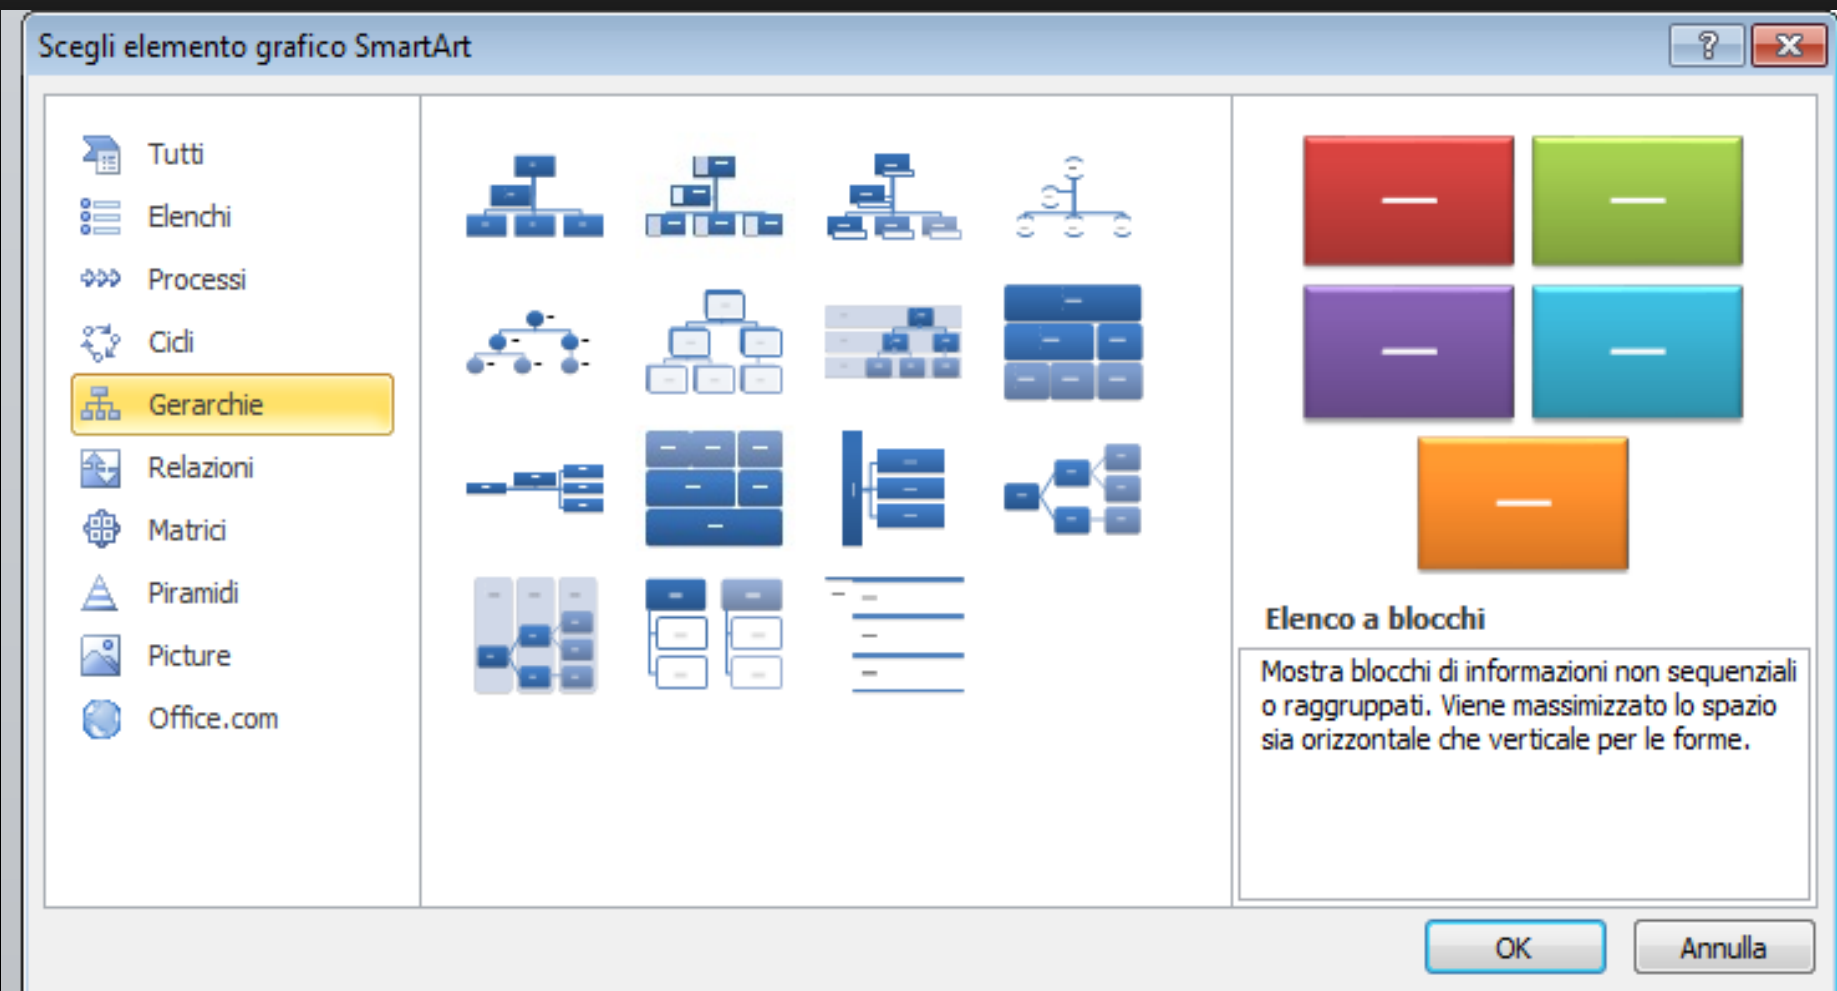 Scegli elemento grafico SmartArt
Tutti
Elenchi
Processi
Cicli
Gerarchie
Relazioni
Matrici
Piramidi
Picture
Office.com
Elenco a blocchi
Mostra blocchi di informazioni non sequenziali
o raggruppati. Viene massimizzato lo spazio
sia orizzontale che verticale per le forme.
OK
Annulla